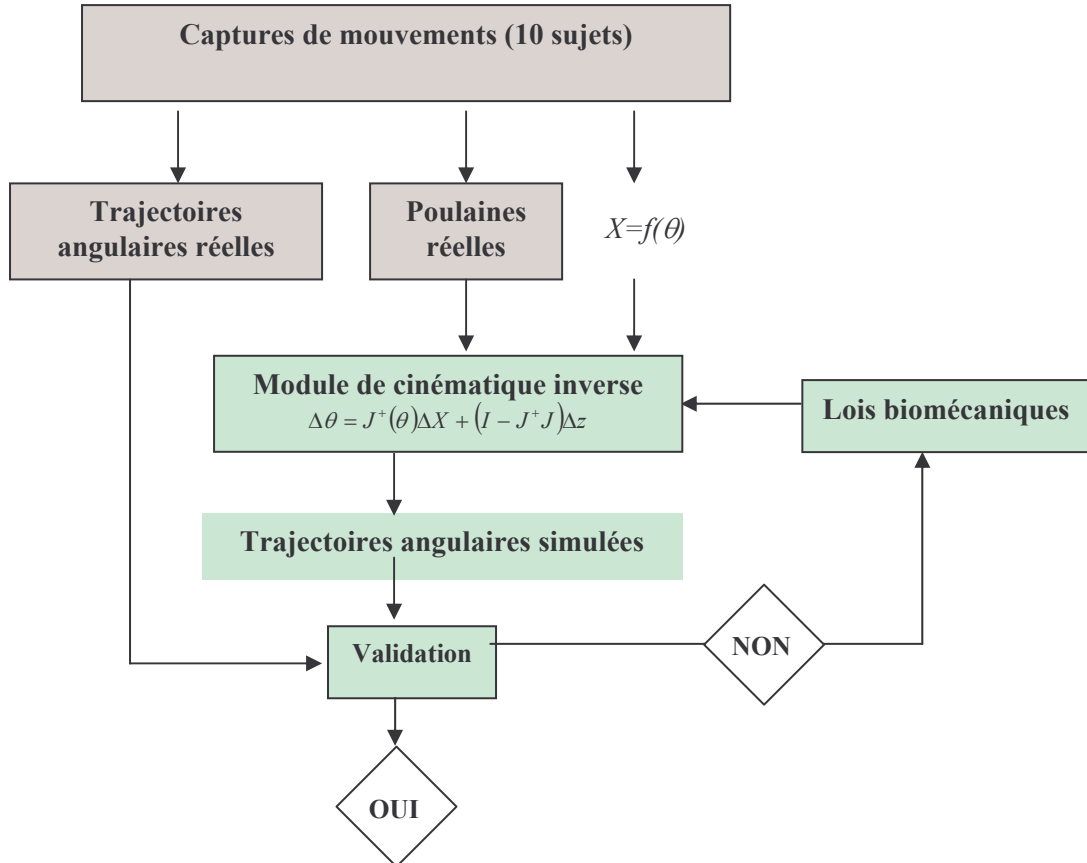 Captures de mouvements (10 sujets)
Trajectoires
angulaires réelles
Poulaines
réelles
X=f(θ)
Module de cinématique inverse
Δθ = J⁺(θ)ΔX + (I − J⁺J)Δz
Lois biomécaniques
Trajectoires angulaires simulées
Validation
NON
OUI